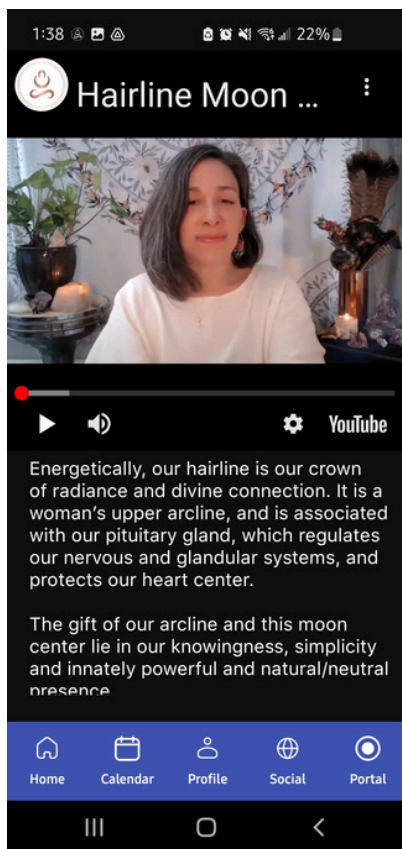 1:38
22%
Hairline Moon ...
YouTube
Energetically, our hairline is our crown
of radiance and divine connection. It is a
woman's upper arcline, and is associated
with our pituitary gland, which regulates
our nervous and glandular systems, and
protects our heart center.
The gift of our arcline and this moon
center lie in our knowingness, simplicity
and innately powerful and natural/neutral
presence
Home Calendar Profile Social Portal